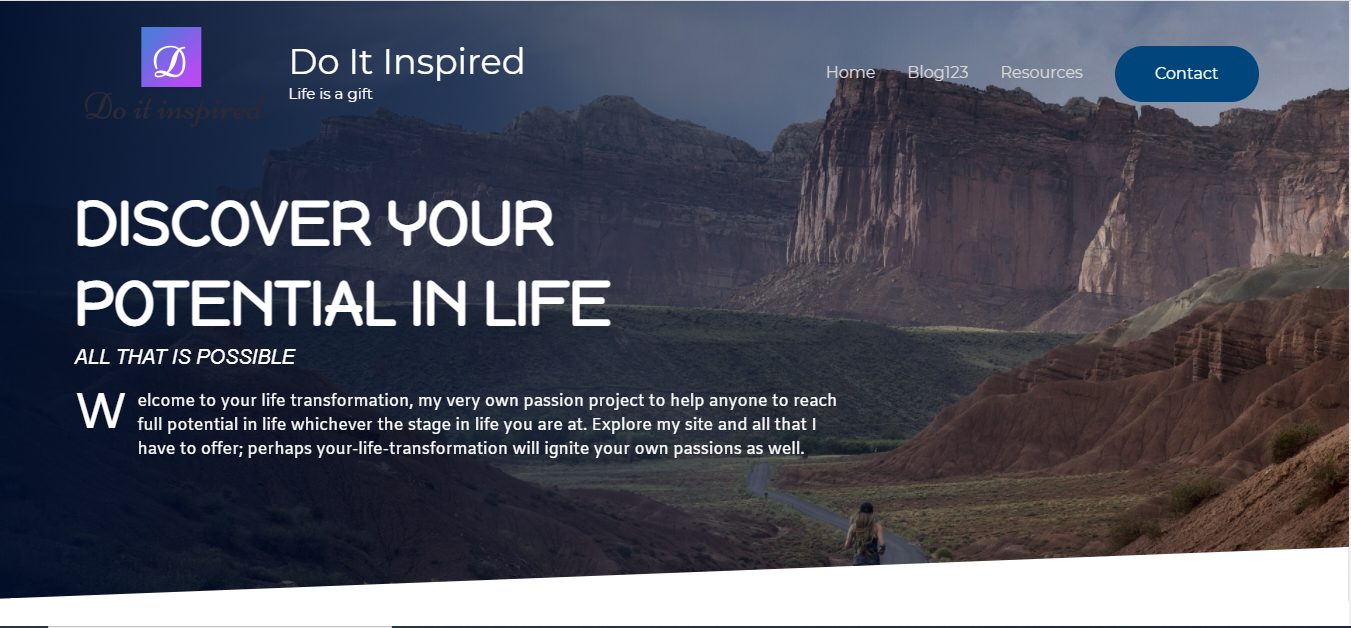 D
Do it inspired
Do It Inspired
Life is a gift
Home Blog123 Resources Contact
DISCOVER YOUR
POTENTIAL IN LIFE
ALL THAT IS POSSIBLE
Welcome to your life transformation, my very own passion project to help anyone to reach
full potential in life whichever the stage in life you are at. Explore my site and all that I
have to offer; perhaps your-life-transformation will ignite your own passions as well.